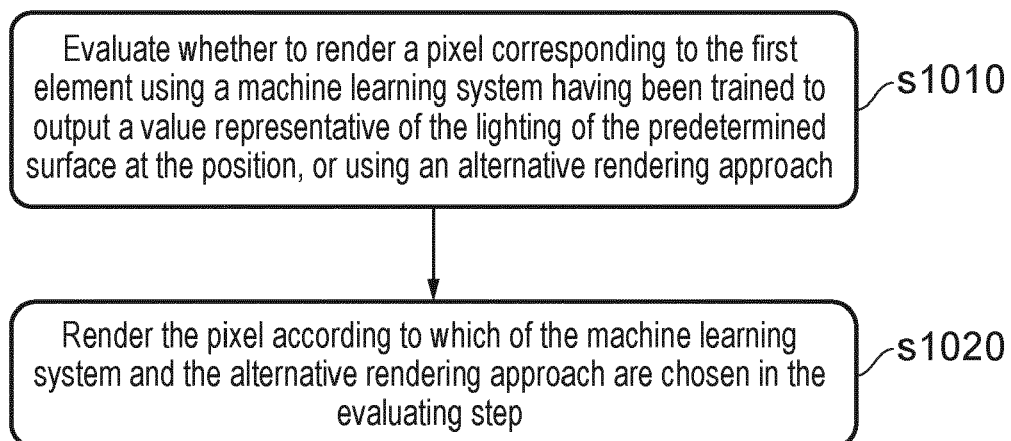 Evaluate whether to render a pixel corresponding to the first
element using a machine learning system having been trained to
output a value representative of the lighting of the predetermined
surface at the position, or using an alternative rendering approach
s1010
Render the pixel according to which of the machine learning
system and the alternative rendering approach are chosen in the
evaluating step
s1020